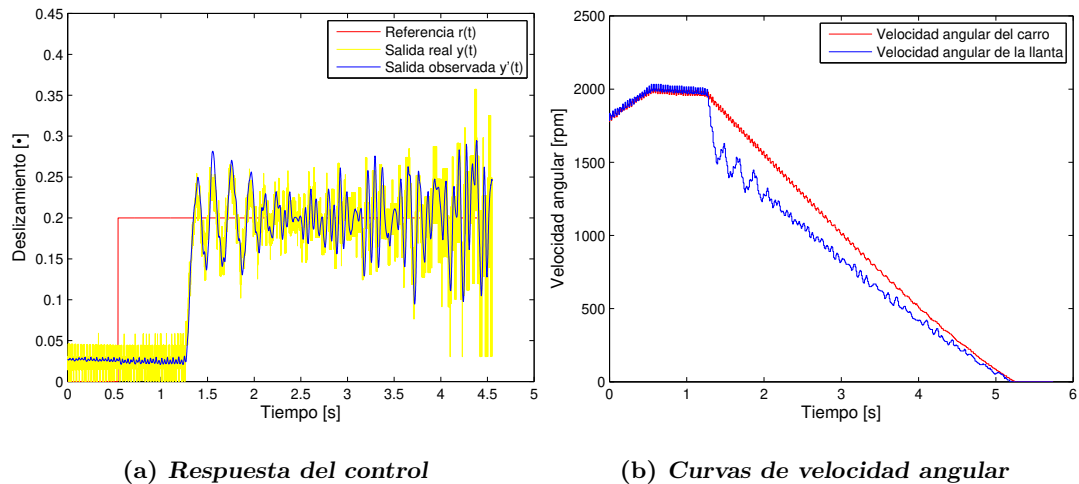 Referencia r(t)
Salida real y(t)
Salida observada y'(t)
0.45
0.4
0.35
0.3
0.25
0.2
0.15
0.1
0.05
0
Deslizamiento [•]
0 0.5 1 1.5 2 2.5 3 3.5 4 4.5 5
Tiempo [s]
(a) Respuesta del control
Velocidad angular del carro
Velocidad angular de la llanta
2500
2000
1500
1000
500
0
Velocidad angular [rpm]
0 1 2 3 4 5 6
Tiempo [s]
(b) Curvas de velocidad angular